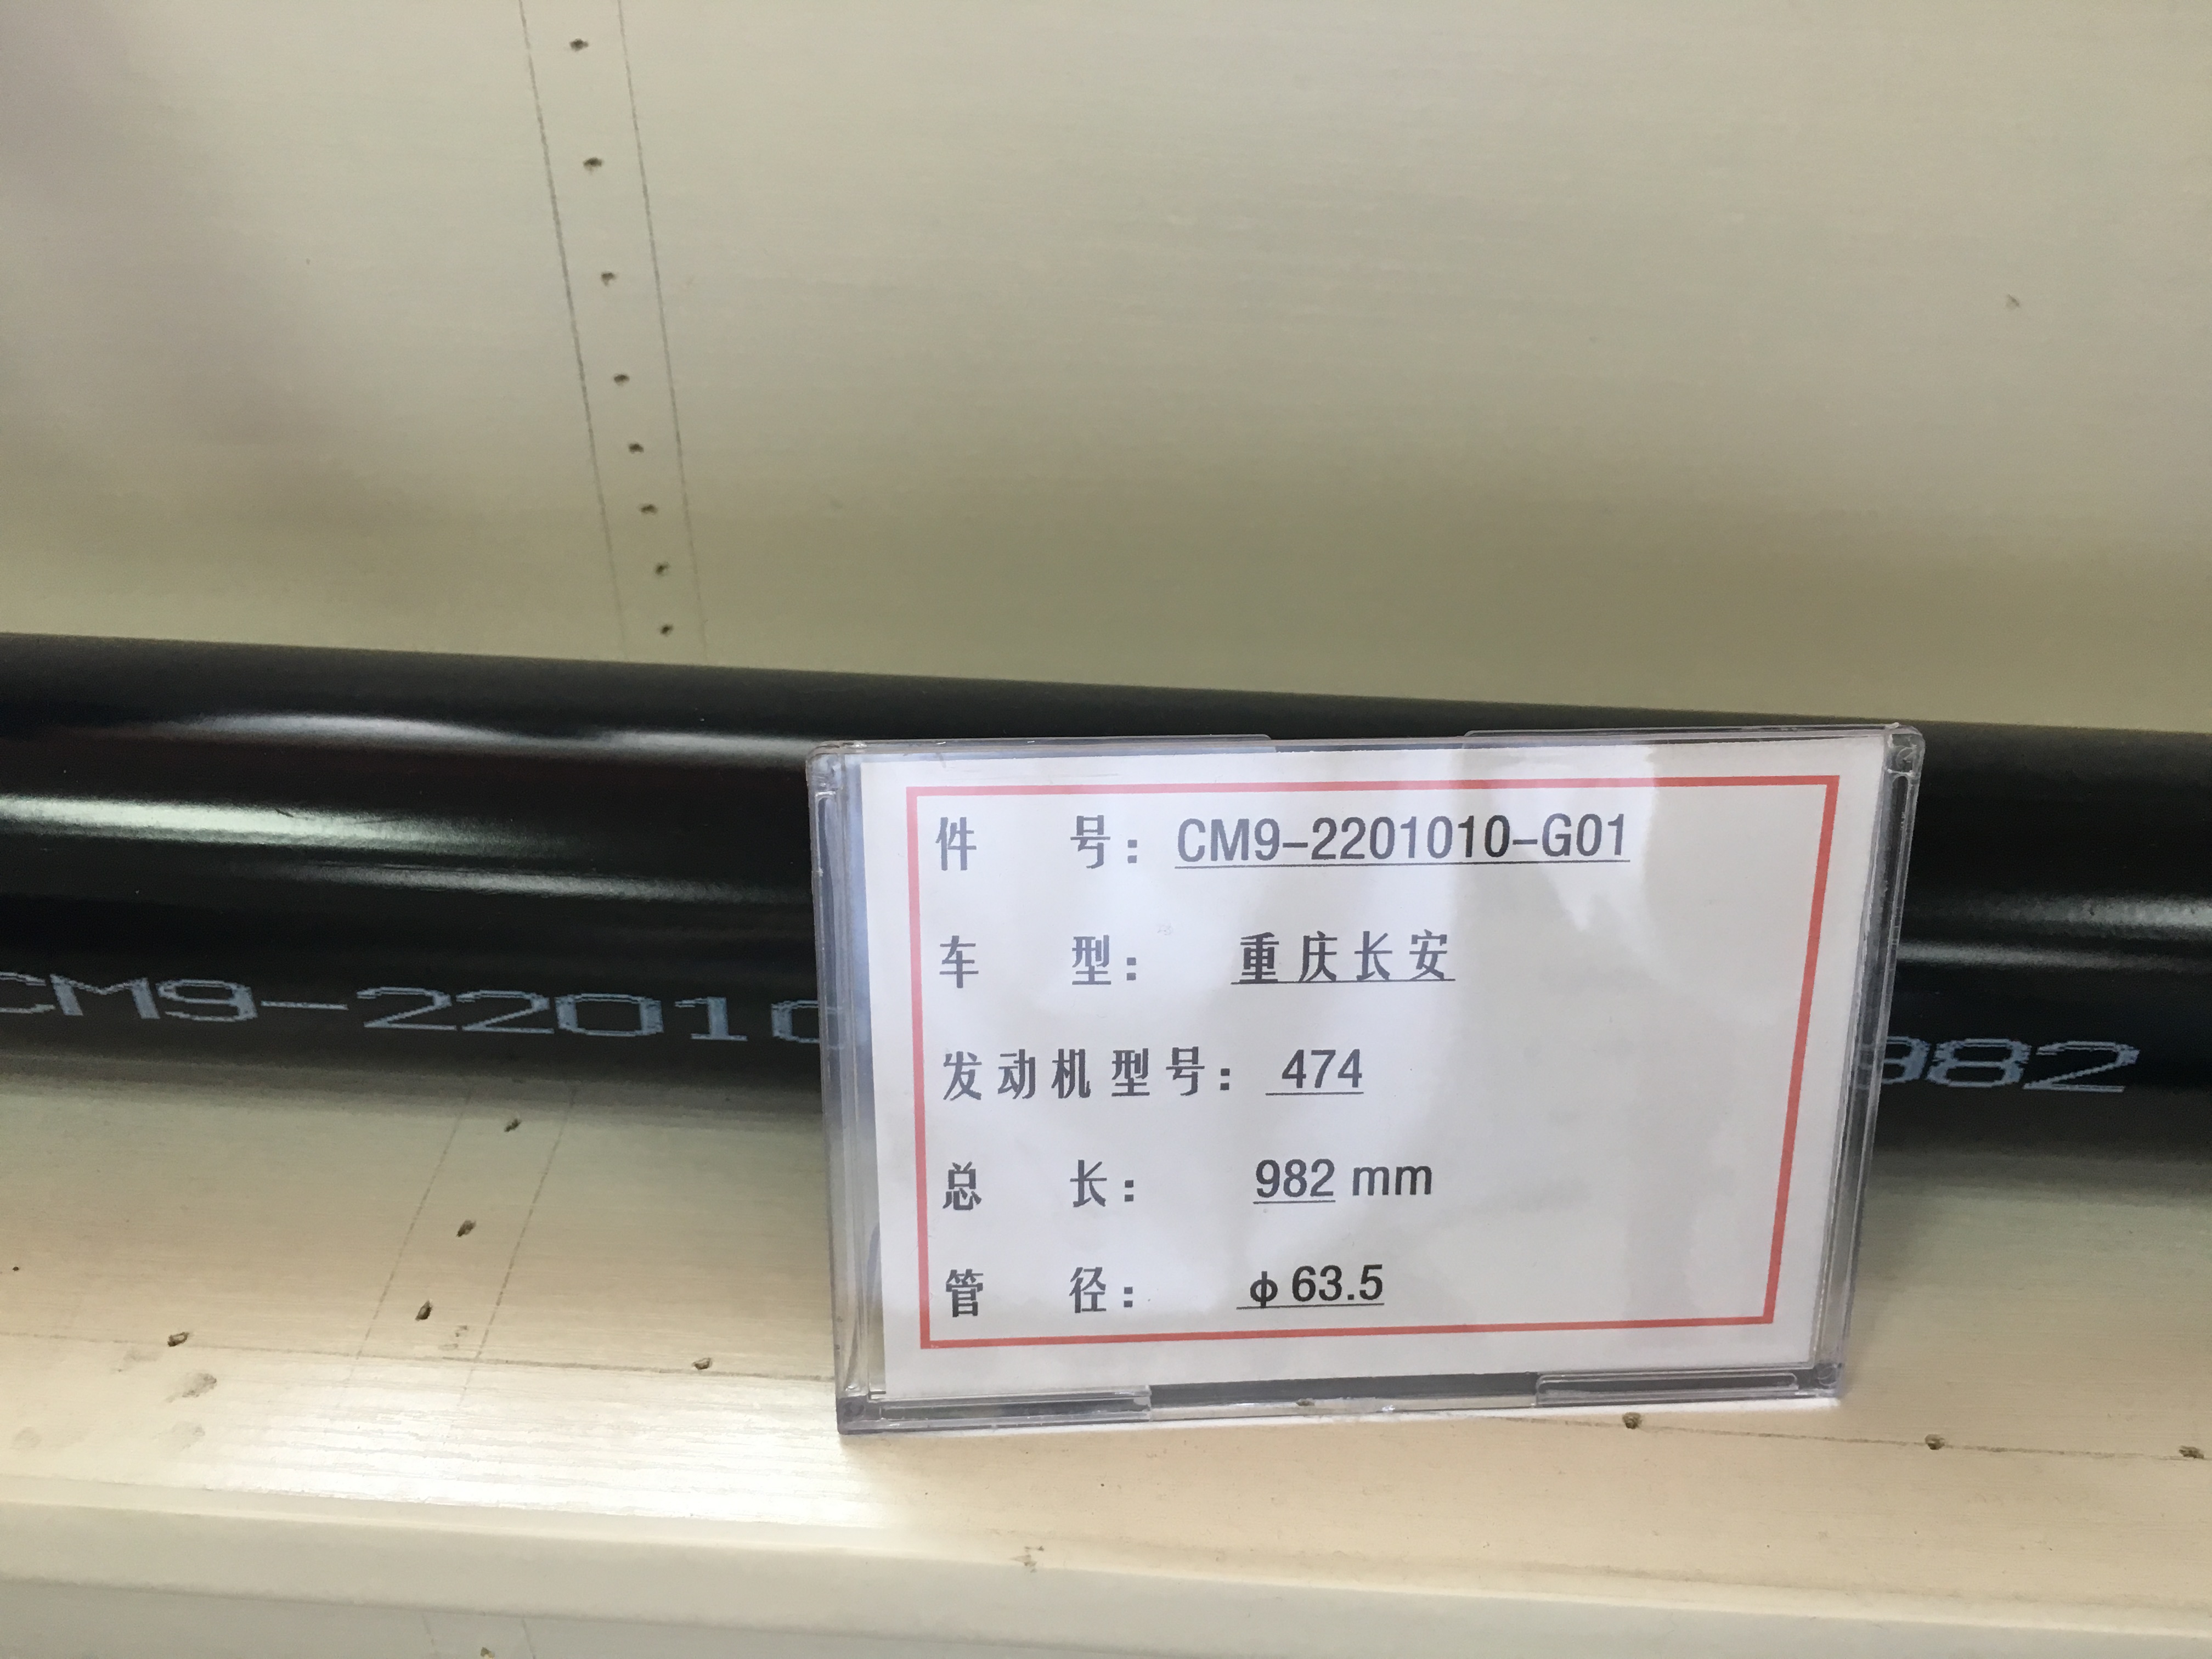 件 号：CM9-2201010-G01
车 型：重庆长安
发动机型号：474
总 长：982 mm
管 径：ϕ63.5
CM9-22010
982